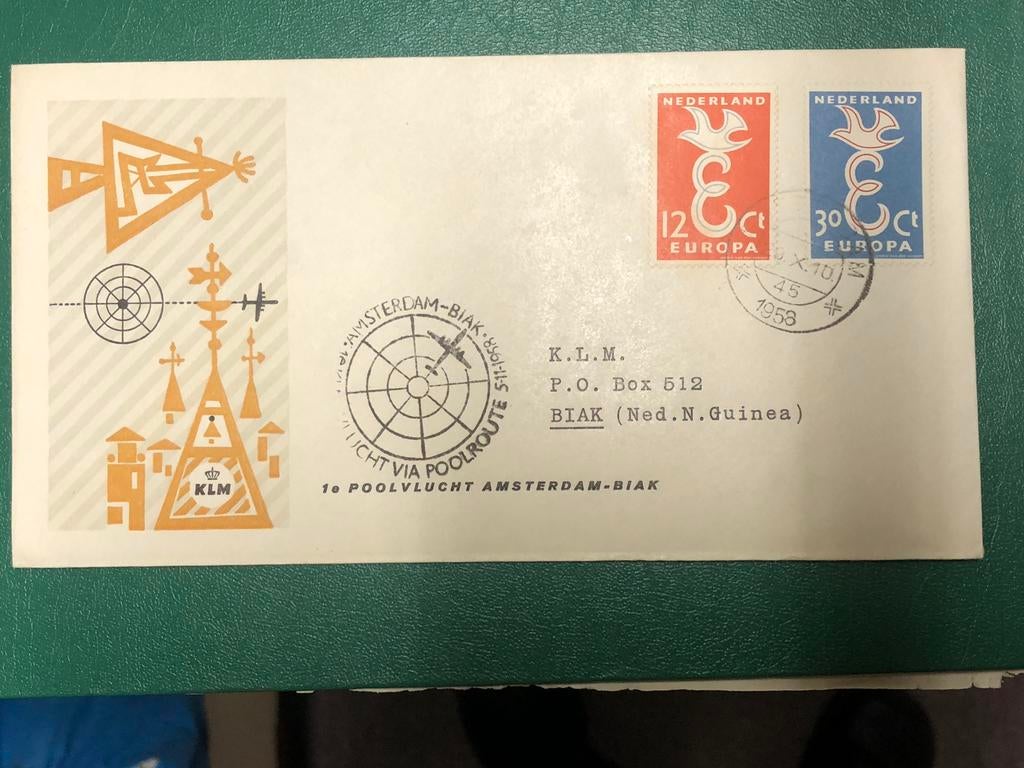 NEDERLAND
12 Ct
EUROPA
NEDERLAND
30 Ct
EUROPA
X.10
45
1958
AMSTERDAM-BIAK · 5-11-1958
VIA POOLROUTE
K.L.M.
P.O. Box 512
BIAK (Ned.N.Guinea)
KLM
1e POOLVLUCHT AMSTERDAM-BIAK